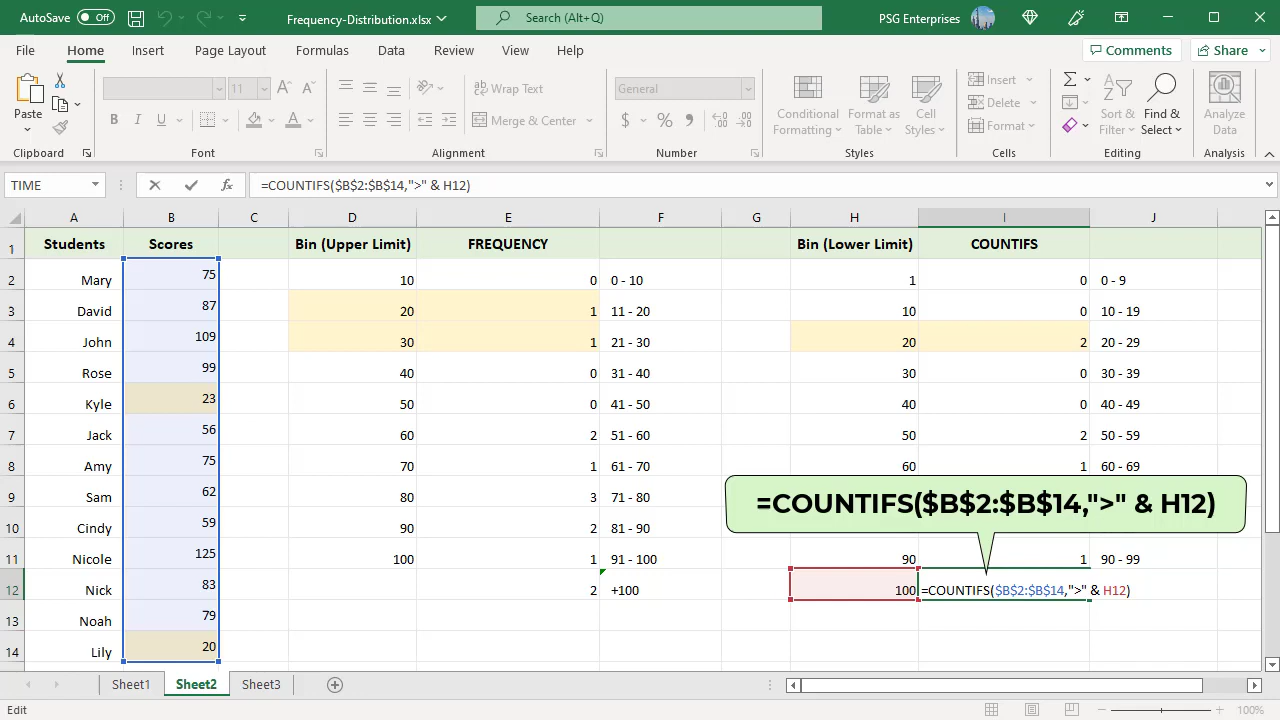 AutoSave Off Frequency-Distribution.xlsx Search (Alt+Q) PSG Enterprises
File Home Insert Page Layout Formulas Data Review View Help Comments Share
Paste 11 Wrap Text Merge & Center General Conditional Formatting Format as Table Cell Styles Insert Delete Format Sort & Filter Find & Select Analyze Data
Clipboard Font Alignment Number Styles Cells Editing Analysis
TIME =COUNTIFS($B$2:$B$14,">" & H12)
A B C D E F G H I J
1 Students Scores Bin (Upper Limit) FREQUENCY Bin (Lower Limit) COUNTIFS
2 Mary 75 10 0 0 - 10 1 0 0 - 9
3 David 87 20 1 11 - 20 10 0 10 - 19
4 John 109 30 1 21 - 30 20 2 20 - 29
5 Rose 99 40 0 31 - 40 30 0 30 - 39
6 Kyle 23 50 0 41 - 50 40 0 40 - 49
7 Jack 56 60 2 51 - 60 50 2 50 - 59
8 Amy 75 70 1 61 - 70 60 1 60 - 69
9 Sam 62 80 3 71 - 80
=COUNTIFS($B$2:$B$14,">" & H12)
10 Cindy 59 90 2 81 - 90
11 Nicole 125 100 1 91 - 100 90 1 90 - 99
12 Nick 83 2 +100 100 =COUNTIFS($B$2:$B$14,">" & H12)
13 Noah 79
14 Lily 20
Sheet1 Sheet2 Sheet3
Edit 100%